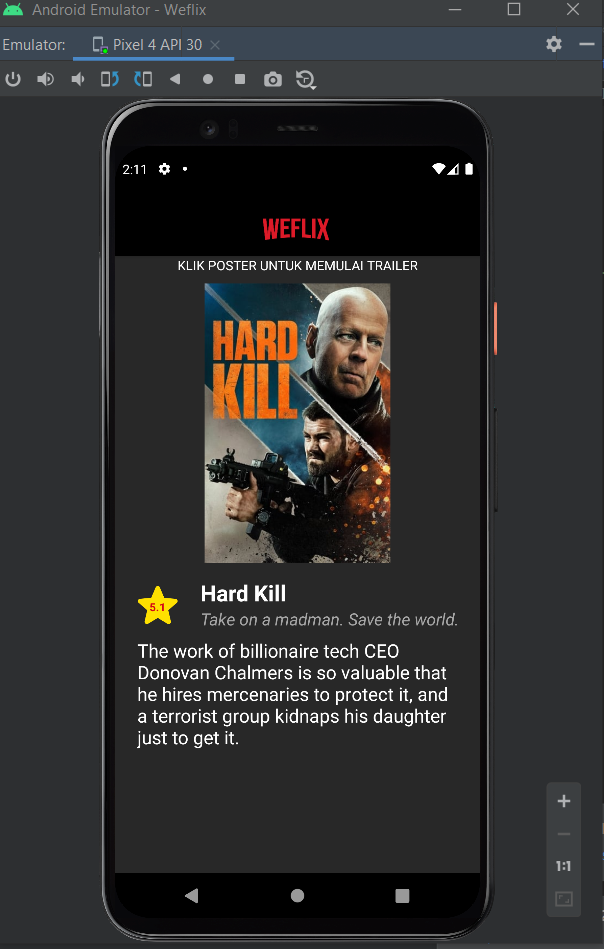 Android Emulator - Weflix
Emulator: Pixel 4 API 30
2:11
WEFLIX
KLIK POSTER UNTUK MEMULAI TRAILER
HARD
KILL
5.1
Hard Kill
Take on a madman. Save the world.
The work of billionaire tech CEO
Donovan Chalmers is so valuable that
he hires mercenaries to protect it, and
a terrorist group kidnaps his daughter
just to get it.
1:1